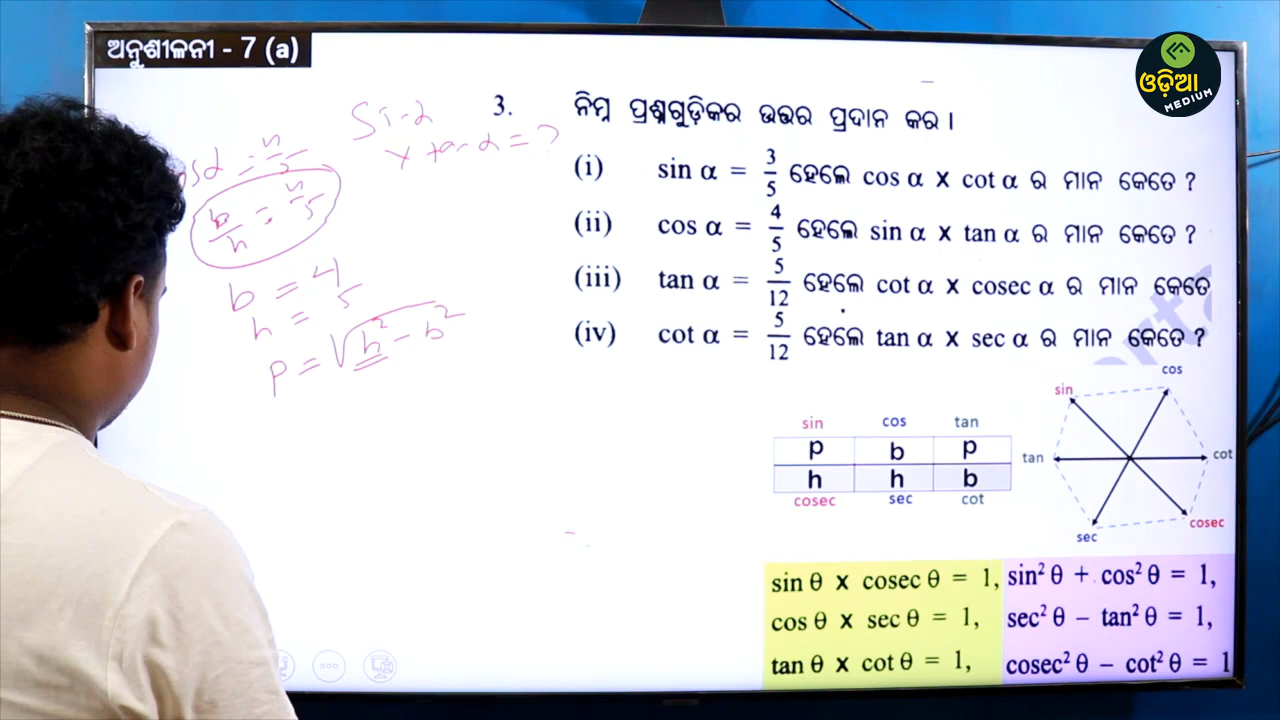 ଅନୁଶୀଳନୀ - 7 (a)
ଓଡ଼ିଆ
MEDIUM
3. ନିମ୍ନ ପ୍ରଶ୍ନଗୁଡ଼ିକର ଉତ୍ତର ପ୍ରଦାନ କର ।
(i) sin α = 3/5 ହେଲେ cos α x cot α ର ମାନ କେତେ ?
(ii) cos α = 4/5 ହେଲେ sin α x tan α ର ମାନ କେତେ ?
(iii) tan α = 5/12 ହେଲେ cot α x cosec α ର ମାନ କେତେ
(iv) cot α = 5/12 ହେଲେ tan α x sec α ର ମାନ କେତେ ?
Sin α
x tan α = ?
b/h = 4/5
b = 4
h = 5
p = √h² - b²
sin cos tan
p b p
h h b
cosec sec cot
cos
sin
tan
cot
cosec
sec
sin θ x cosec θ = 1,
cos θ x sec θ = 1,
tan θ x cot θ = 1,
sin² θ + cos² θ = 1,
sec² θ – tan² θ = 1,
cosec² θ – cot² θ = 1